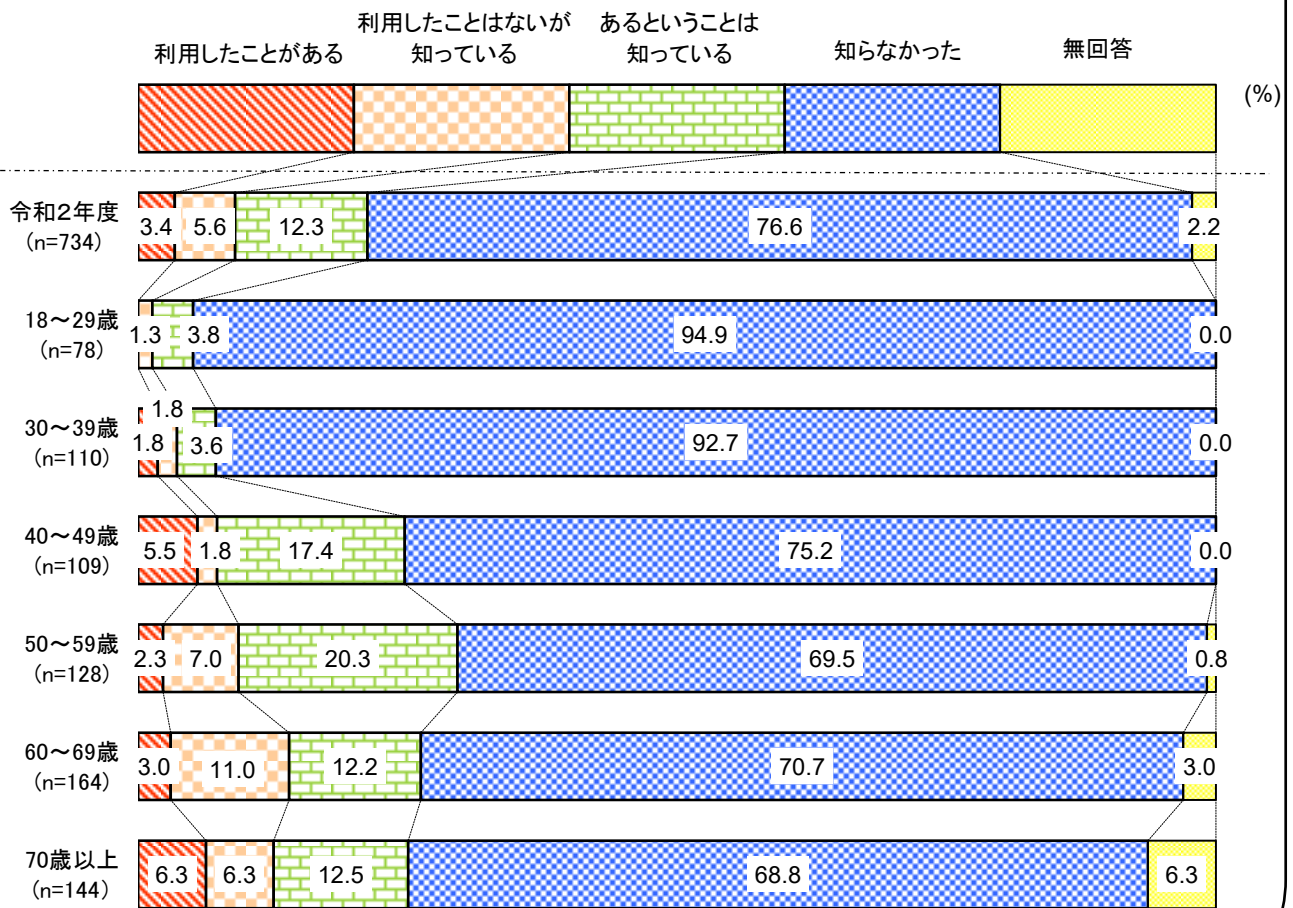 利用したことがある
利用したことはないが
知っている
あるということは
知っている
知らなかった
無回答
(%)
令和2年度
(n=734)
3.4 5.6 12.3 76.6 2.2
18～29歳
(n=78)
1.3 3.8 94.9 0.0
30～39歳
(n=110)
1.8 1.8 3.6 92.7 0.0
40～49歳
(n=109)
5.5 1.8 17.4 75.2 0.0
50～59歳
(n=128)
2.3 7.0 20.3 69.5 0.8
60～69歳
(n=164)
3.0 11.0 12.2 70.7 3.0
70歳以上
(n=144)
6.3 6.3 12.5 68.8 6.3